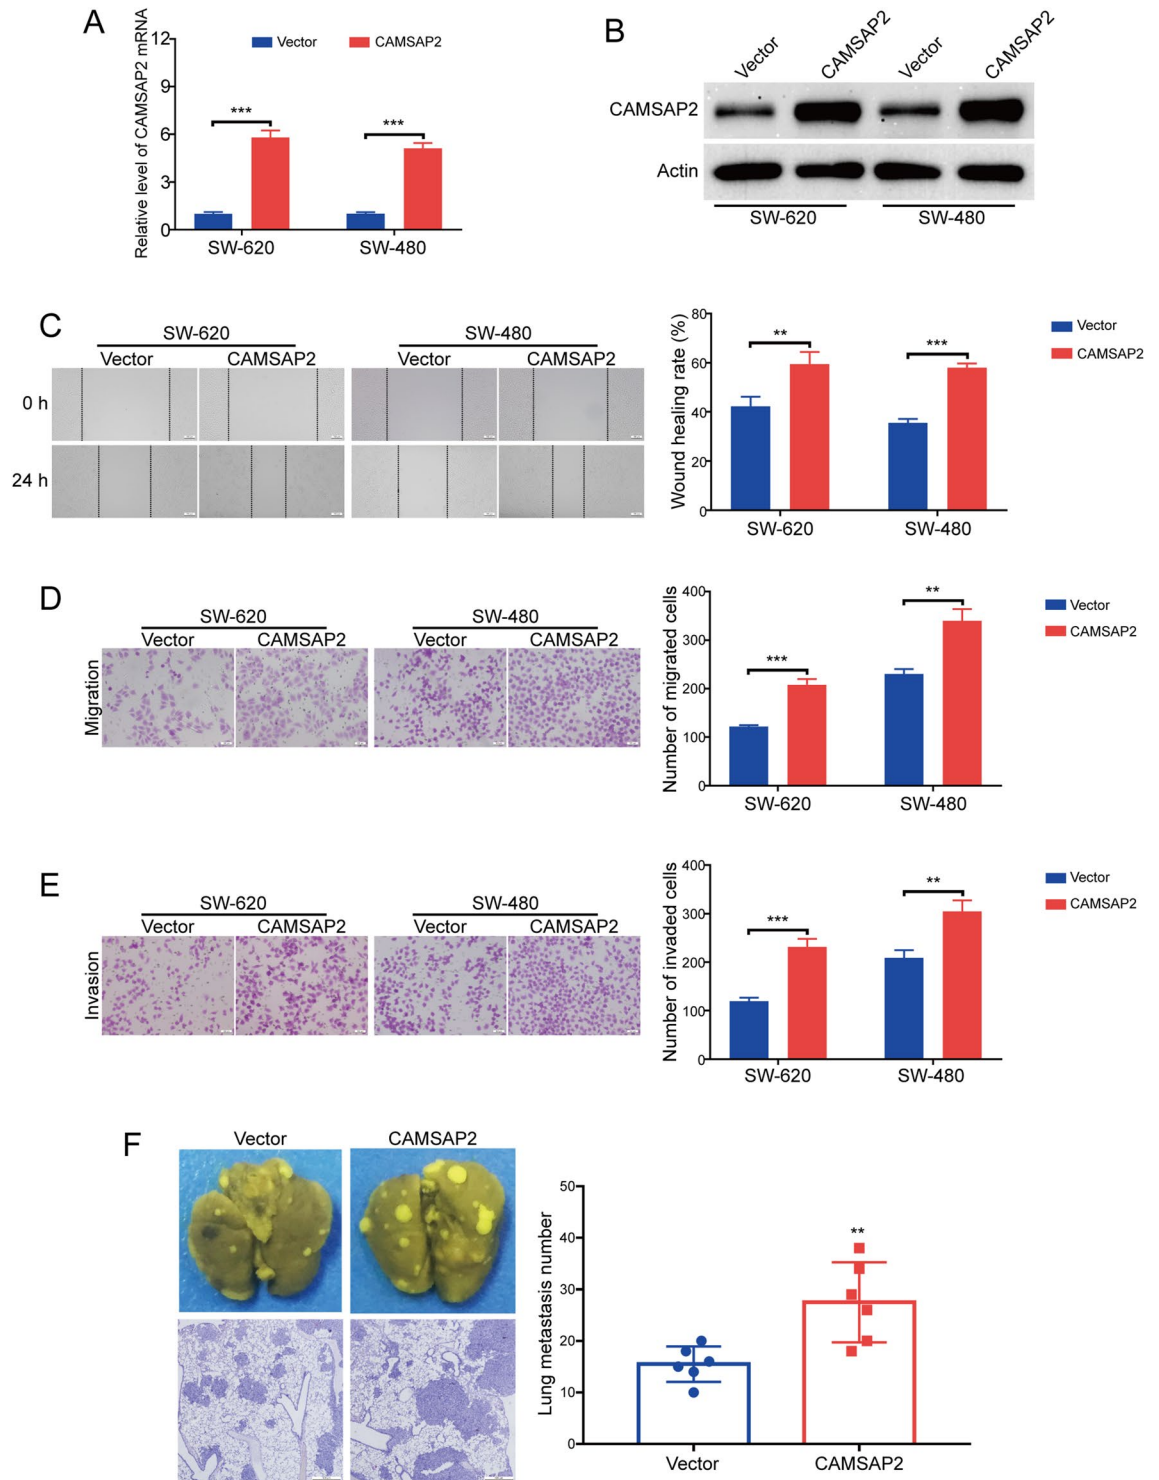 A
Relative level of CAMSAP2 mRNA
12
9
6
3
0
Vector
CAMSAP2
***
***
SW-620
SW-480
B
Vector
CAMSAP2
Vector
CAMSAP2
CAMSAP2
Actin
SW-620
SW-480
C
SW-620
SW-480
Vector
CAMSAP2
Vector
CAMSAP2
0 h
24 h
Wound healing rate (%)
80
60
40
20
0
**
***
SW-620
SW-480
Vector
CAMSAP2
D
SW-620
SW-480
Vector
CAMSAP2
Vector
CAMSAP2
Migration
Number of migrated cells
400
300
200
100
0
***
**
SW-620
SW-480
Vector
CAMSAP2
E
SW-620
SW-480
Vector
CAMSAP2
Vector
CAMSAP2
Invasion
Number of invaded cells
400
300
200
100
0
***
**
SW-620
SW-480
Vector
CAMSAP2
F
Vector
CAMSAP2
Lung metastasis number
50
40
30
20
10
0
**
Vector
CAMSAP2